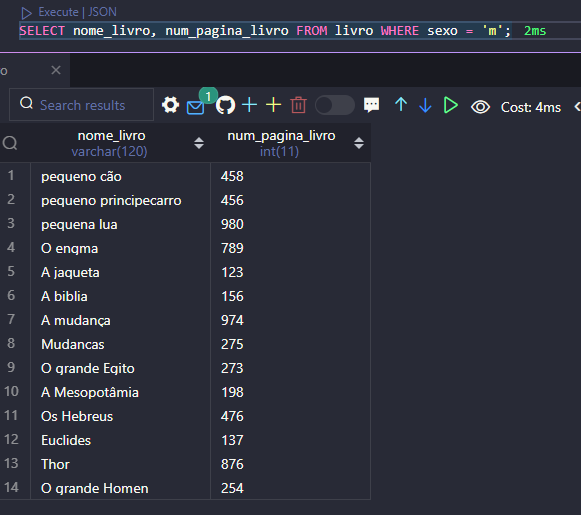 Execute | JSON
SELECT nome_livro, num_pagina_livro FROM livro WHERE sexo = 'm'; 2ms
o
Search results 1 Cost: 4ms
nome_livro num_pagina_livro
varchar(120) int(11)
1 pequeno cão 458
2 pequeno principecarro 456
3 pequena lua 980
4 O enqma 789
5 A jaqueta 123
6 A biblia 156
7 A mudança 974
8 Mudancas 275
9 O grande Egito 273
10 A Mesopotâmia 198
11 Os Hebreus 476
12 Euclides 137
13 Thor 876
14 O grande Homen 254